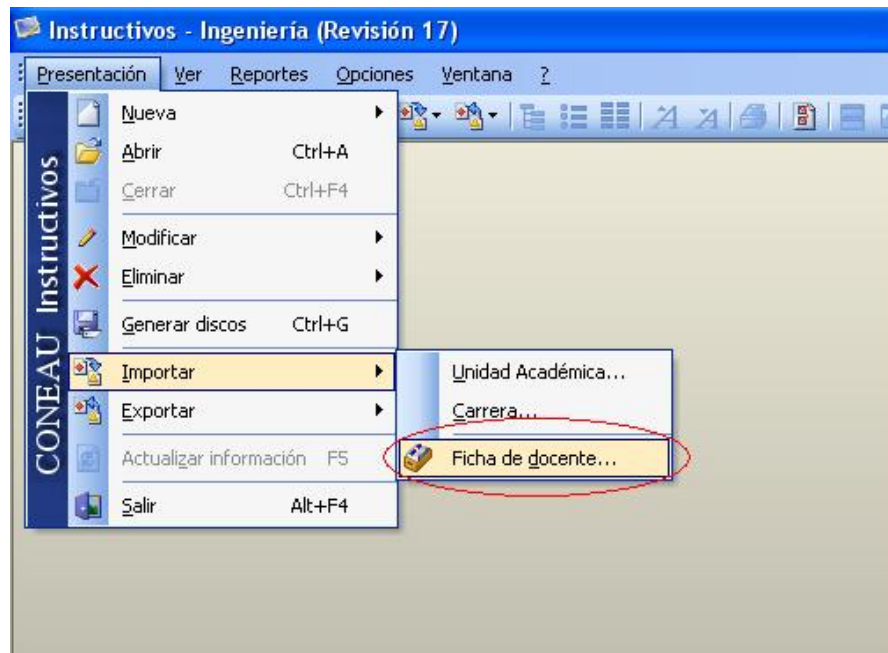 Instructivos - Ingeniería (Revisión 17)
Presentación Ver Reportes Opciones Ventana ?
CONEAU Instructivos
Nueva
Abrir Ctrl+A
Cerrar Ctrl+F4
Modificar
Eliminar
Generar discos Ctrl+G
Importar
Exportar
Actualizar información F5
Salir Alt+F4
Unidad Académica...
Carrera...
Ficha de docente...